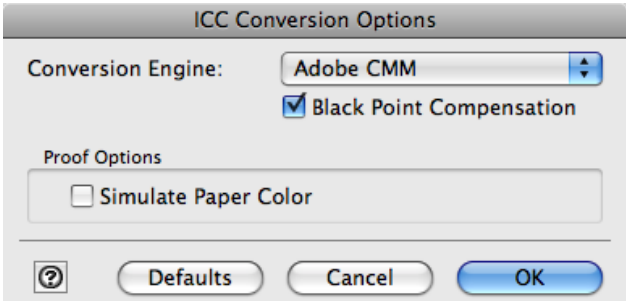 ICC Conversion Options
Conversion Engine: Adobe CMM
Black Point Compensation
Proof Options
Simulate Paper Color
? Defaults Cancel OK